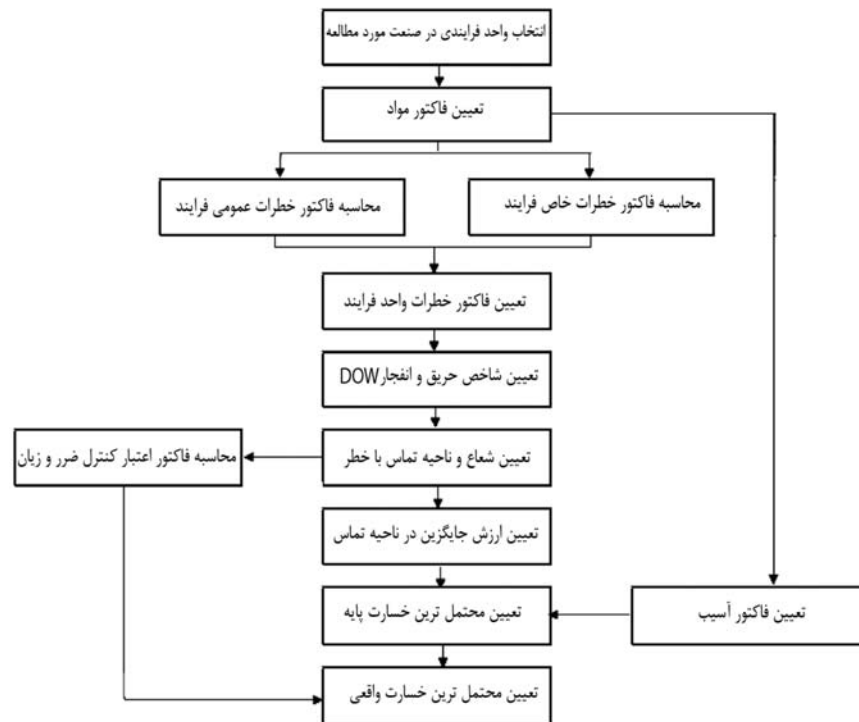 انتخاب واحد فرایندی در صنعت مورد مطالعه
تعیین فاکتور مواد
محاسبه فاکتور خطرات خاص فرایند
محاسبه فاکتور خطرات عمومی فرایند
تعیین فاکتور خطرات واحد فرایند
تعیین شاخص حریق و انفجار DOW
تعیین شعاع و ناحیه تماس با خطر
محاسبه فاکتور اعتبار کنترل ضرر و زیان
تعیین ارزش جایگزین در ناحیه تماس
تعیین فاکتور آسیب
تعیین محتمل ترین خسارت پایه
تعیین محتمل ترین خسارت واقعی